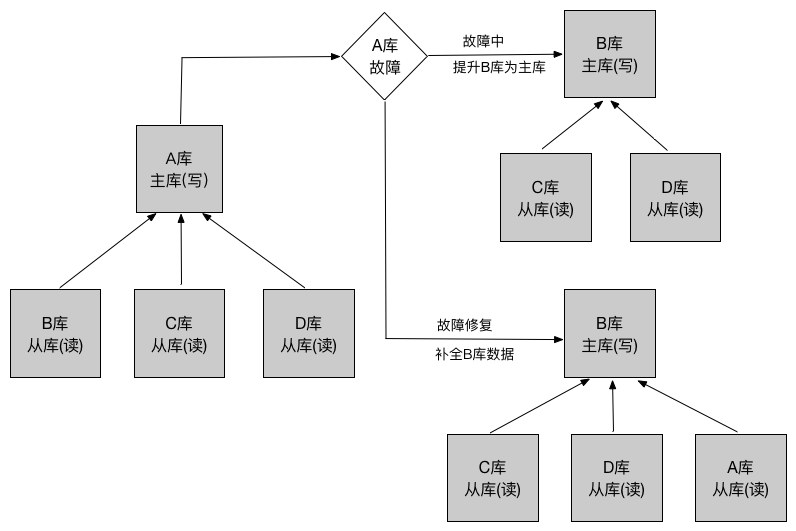 A库
故障
故障中
提升B库为主库
B库
主库(写)
C库
从库(读)
D库
从库(读)
A库
主库(写)
B库
从库(读)
C库
从库(读)
D库
从库(读)
故障修复
补全B库数据
B库
主库(写)
C库
从库(读)
D库
从库(读)
A库
从库(读)